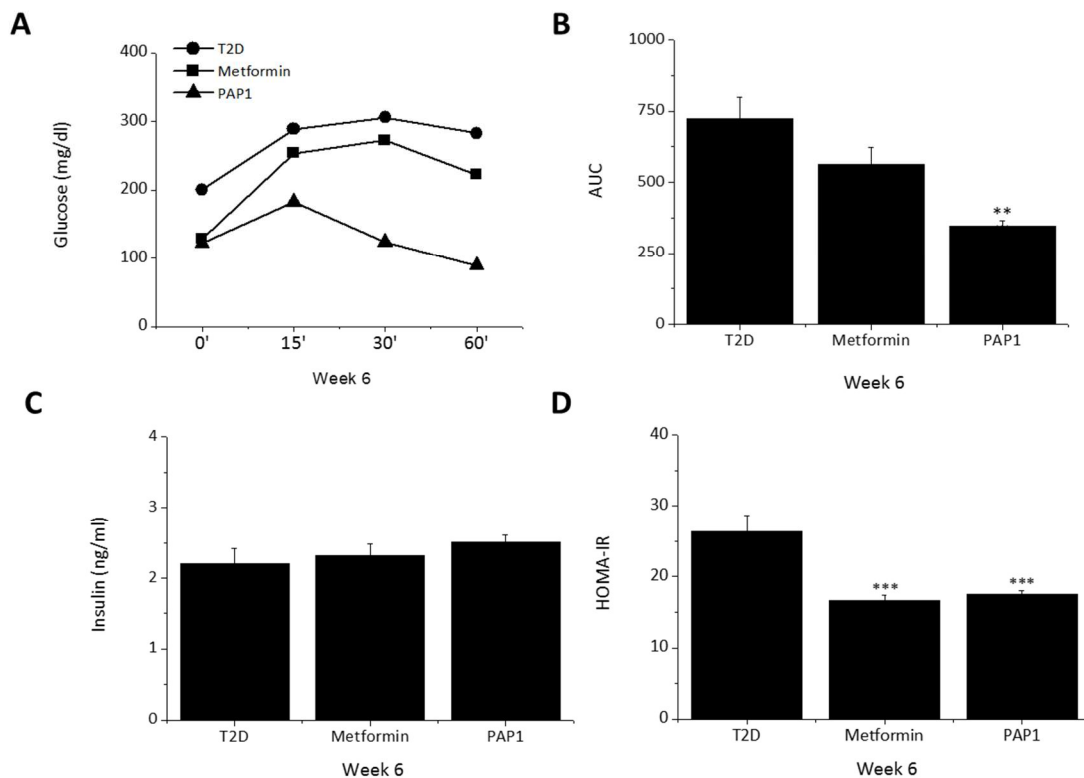 A
T2D
Metformin
PAP1
400
300
200
100
0
Glucose (mg/dl)
0' 15' 30' 60'
Week 6
B
1000
750
500
250
0
AUC
**
T2D Metformin PAP1
Week 6
C
4
3
2
1
0
Insulin (ng/ml)
T2D Metformin PAP1
Week 6
D
40
30
20
10
0
HOMA-IR
*** ***
T2D Metformin PAP1
Week 6